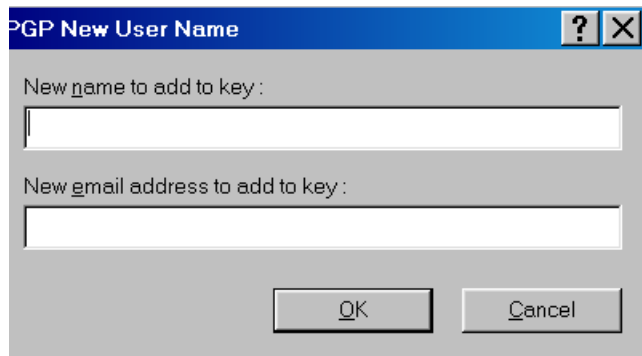 PGP New User Name
New name to add to key :
New email address to add to key :
OK
Cancel